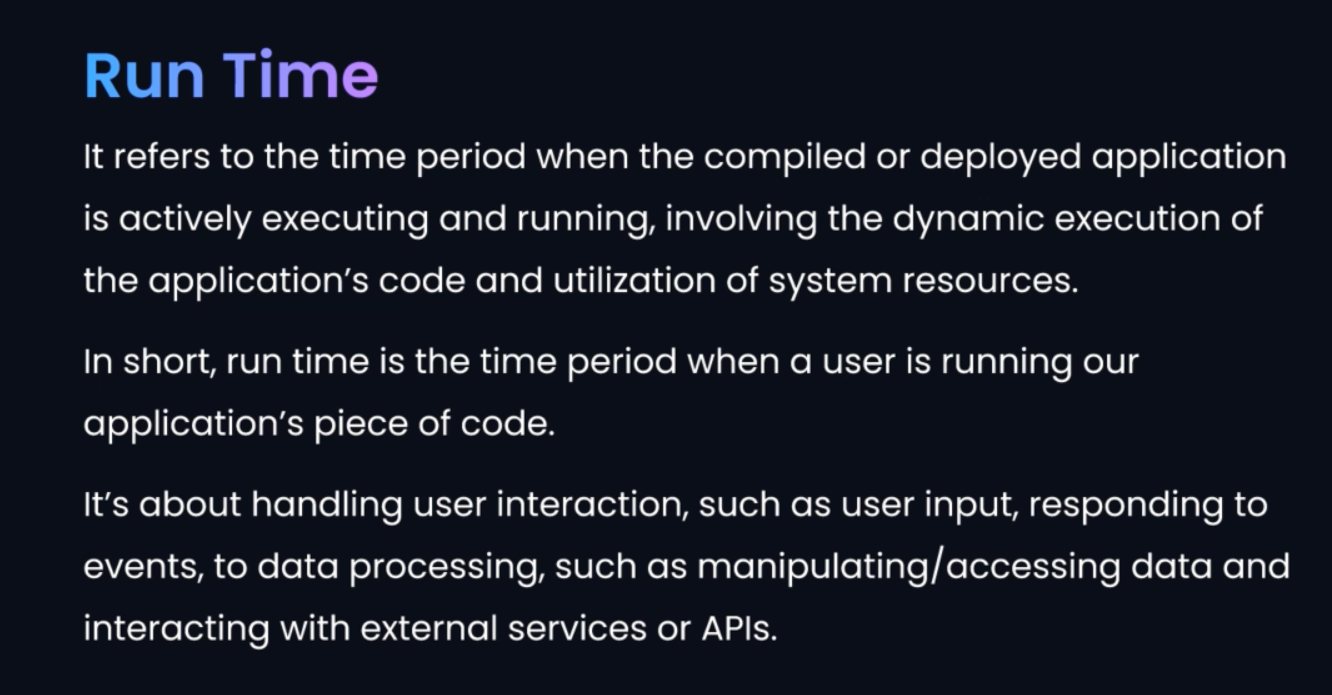 Run Time
It refers to the time period when the compiled or deployed application
is actively executing and running, involving the dynamic execution of
the application’s code and utilization of system resources.
In short, run time is the time period when a user is running our
application’s piece of code.
It’s about handling user interaction, such as user input, responding to
events, to data processing, such as manipulating/accessing data and
interacting with external services or APIs.